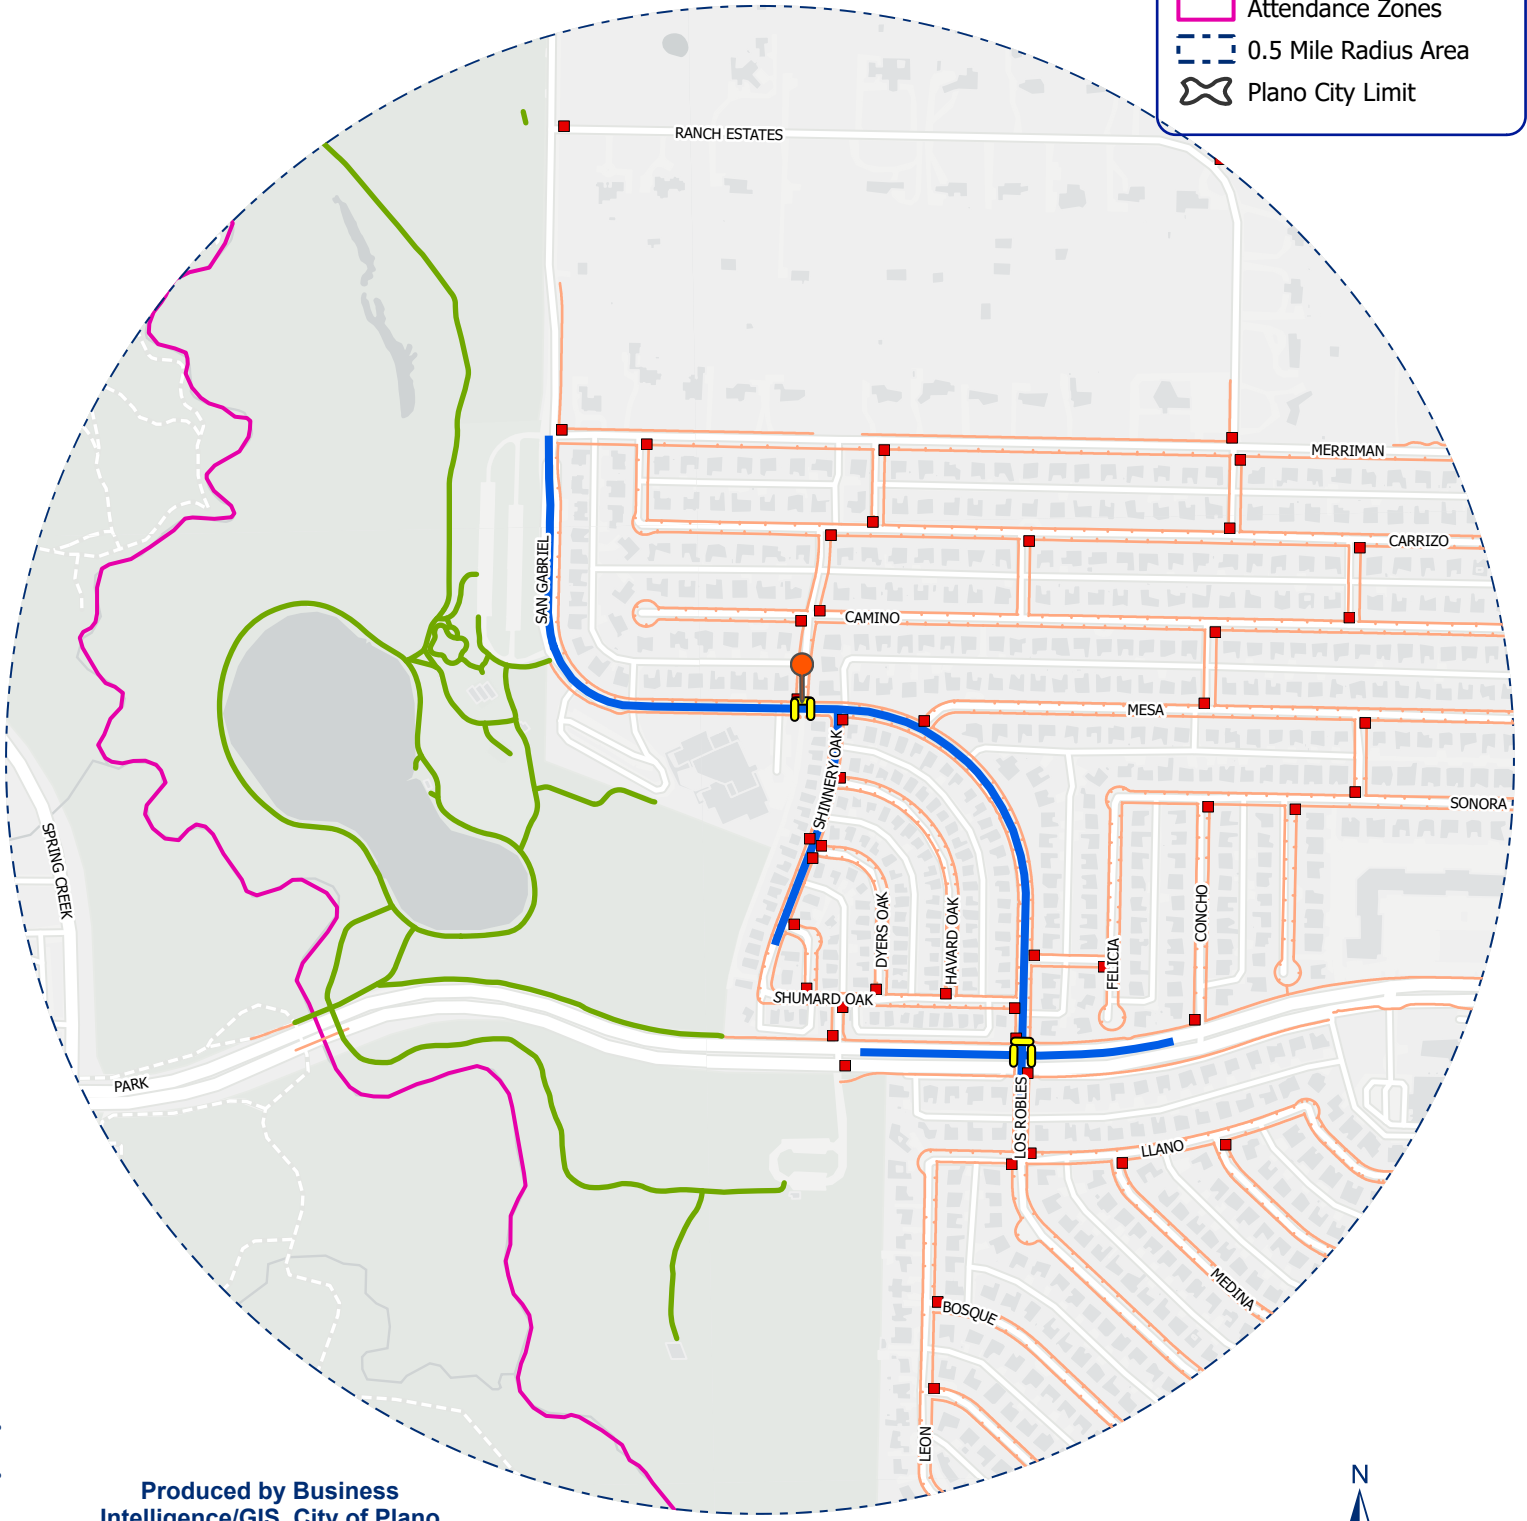 Attendance Zones
0.5 Mile Radius Area
Plano City Limit
RANCH ESTATES
MERRIMAN
CARRIZO
SAN GABRIEL
CAMINO
MESA
SHINNERY OAK
SONORA
SPRING CREEK
DYERS OAK
HAVARD OAK
CONCHO
FELICIA
SHUMARD OAK
PARK
LOS ROBLES
LLANO
MEDINA
BOSQUE
LEON
N
Produced by Business
Intelligence/GIS, City of Plano